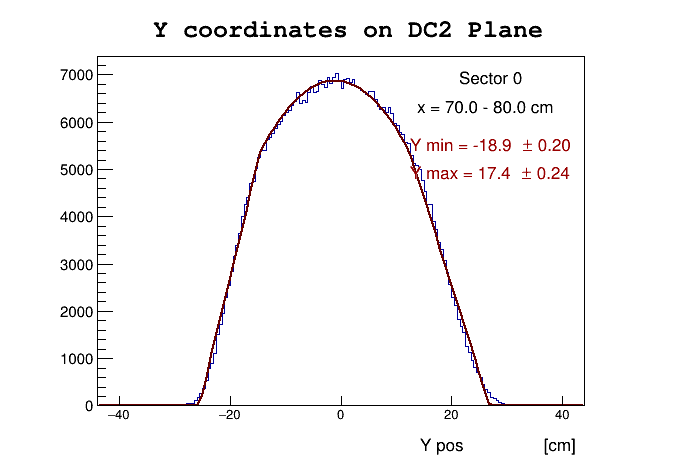 Y coordinates on DC2 Plane
Sector 0
x = 70.0 - 80.0 cm
Y min = -18.9 ± 0.20
Y max = 17.4 ± 0.24
7000
6000
5000
4000
3000
2000
1000
0
−40 −20 0 20 40
Y pos [cm]